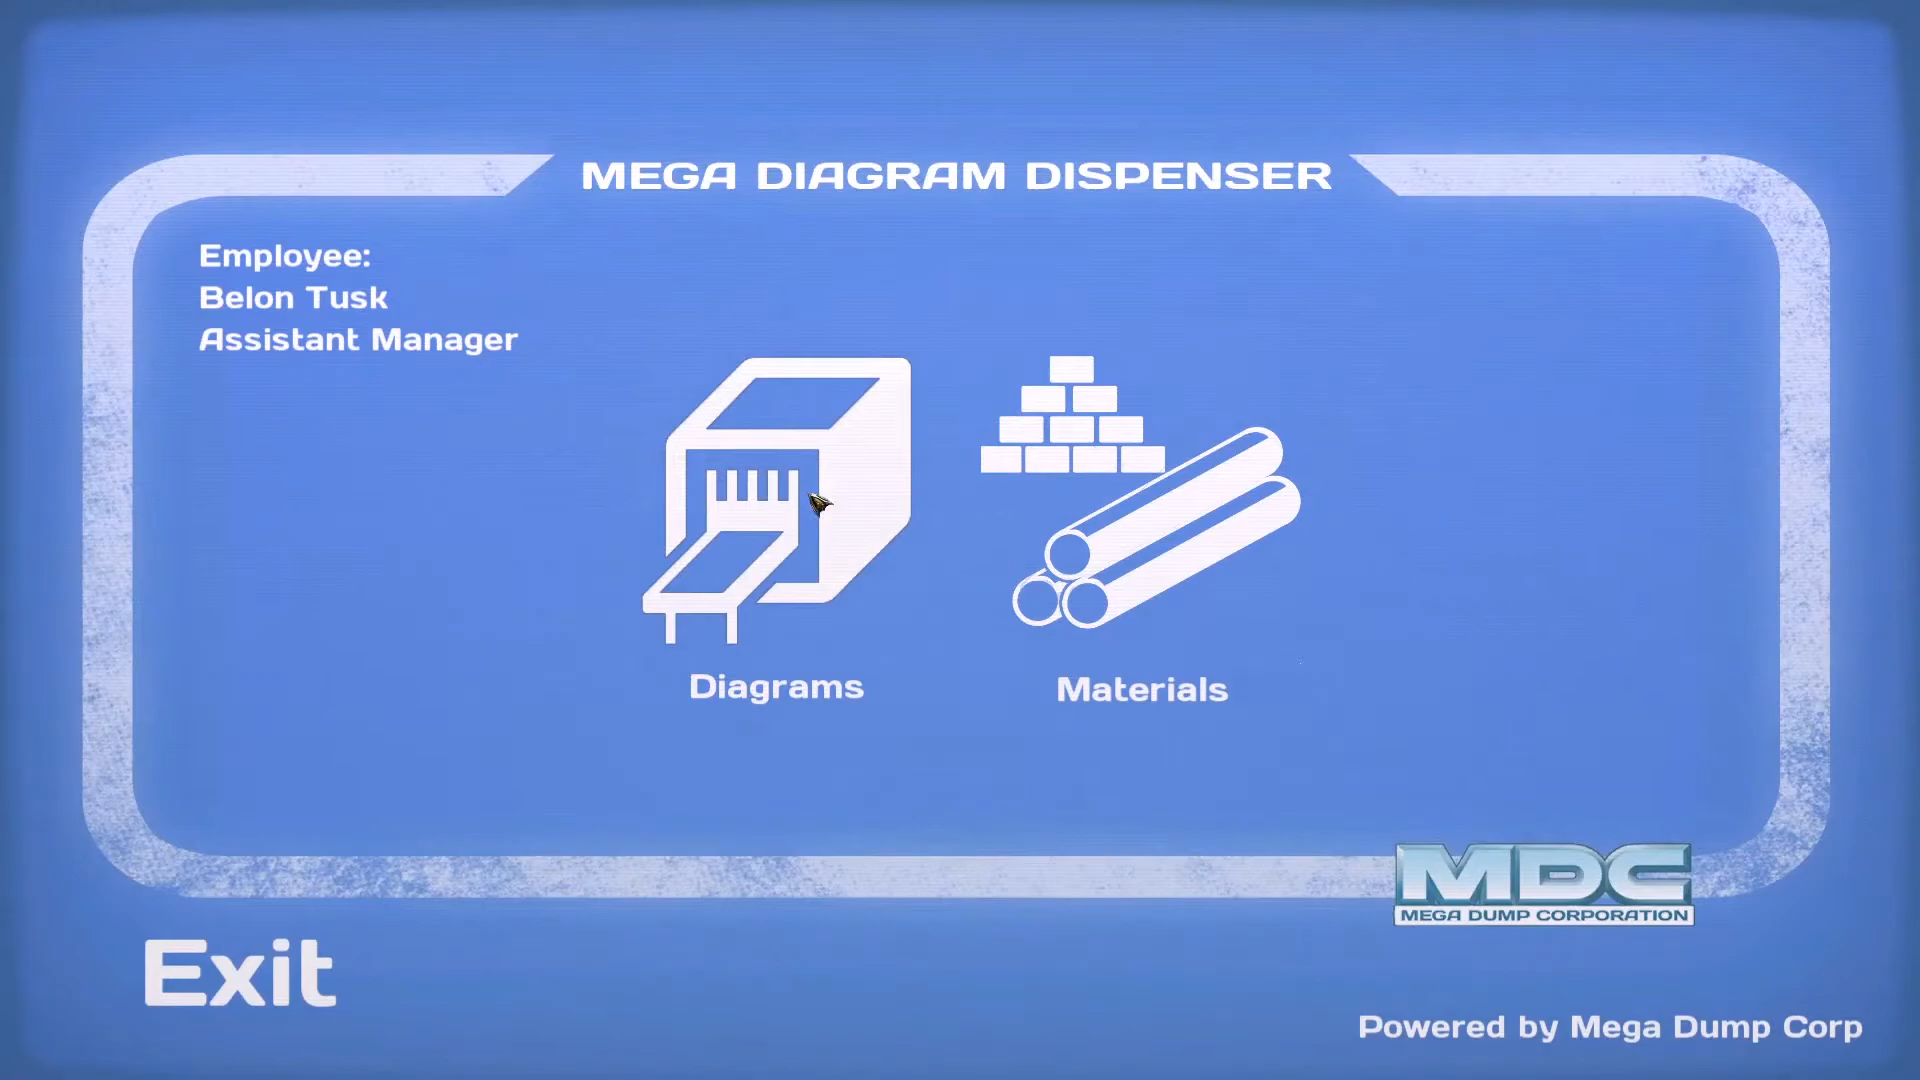 MEGA DIAGRAM DISPENSER
Employee:
Belon Tusk
Assistant Manager
Diagrams
Materials
MDC
MEGA DUMP CORPORATION
Exit
Powered by Mega Dump Corp